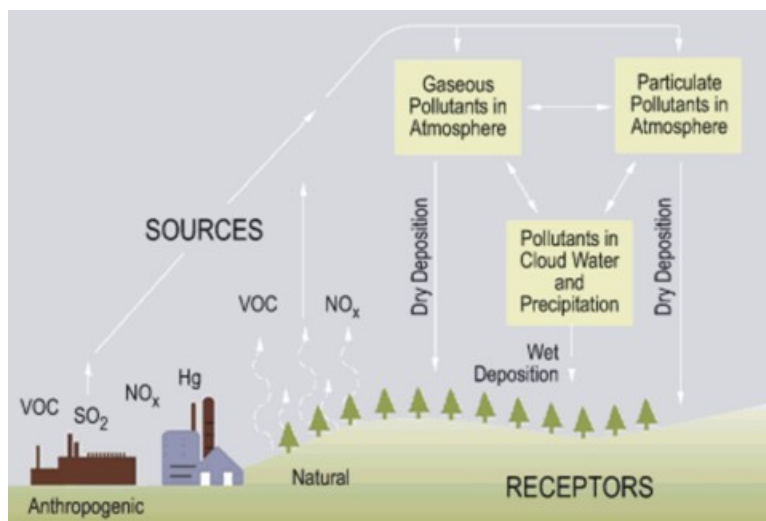 Gaseous
Pollutants in
Atmosphere
Particulate
Pollutants in
Atmosphere
SOURCES
Dry Deposition
Pollutants in
Cloud Water
and
Precipitation
Dry Deposition
VOC
NOₓ
Wet
Deposition
VOC
SO₂
NOₓ
Hg
Natural
RECEPTORS
Anthropogenic